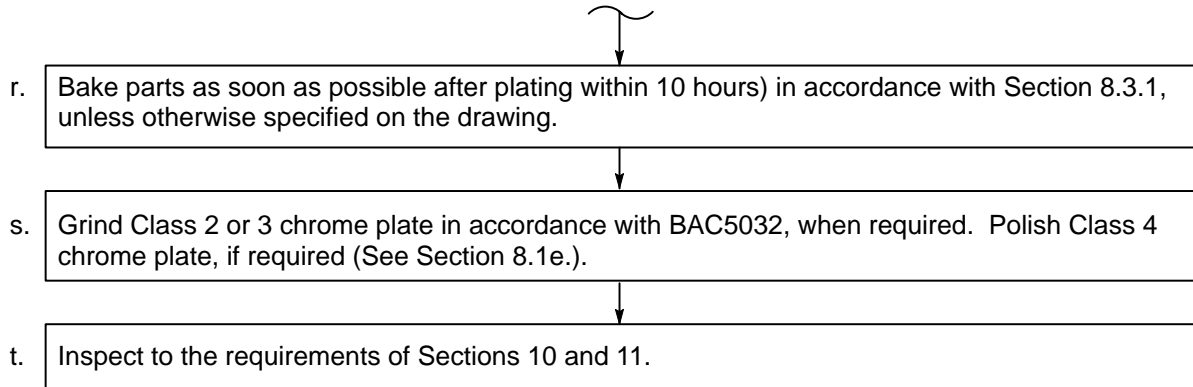 r. Bake parts as soon as possible after plating within 10 hours) in accordance with Section 8.3.1,
unless otherwise specified on the drawing.
s. Grind Class 2 or 3 chrome plate in accordance with BAC5032, when required. Polish Class 4
chrome plate, if required (See Section 8.1e.).
t. Inspect to the requirements of Sections 10 and 11.